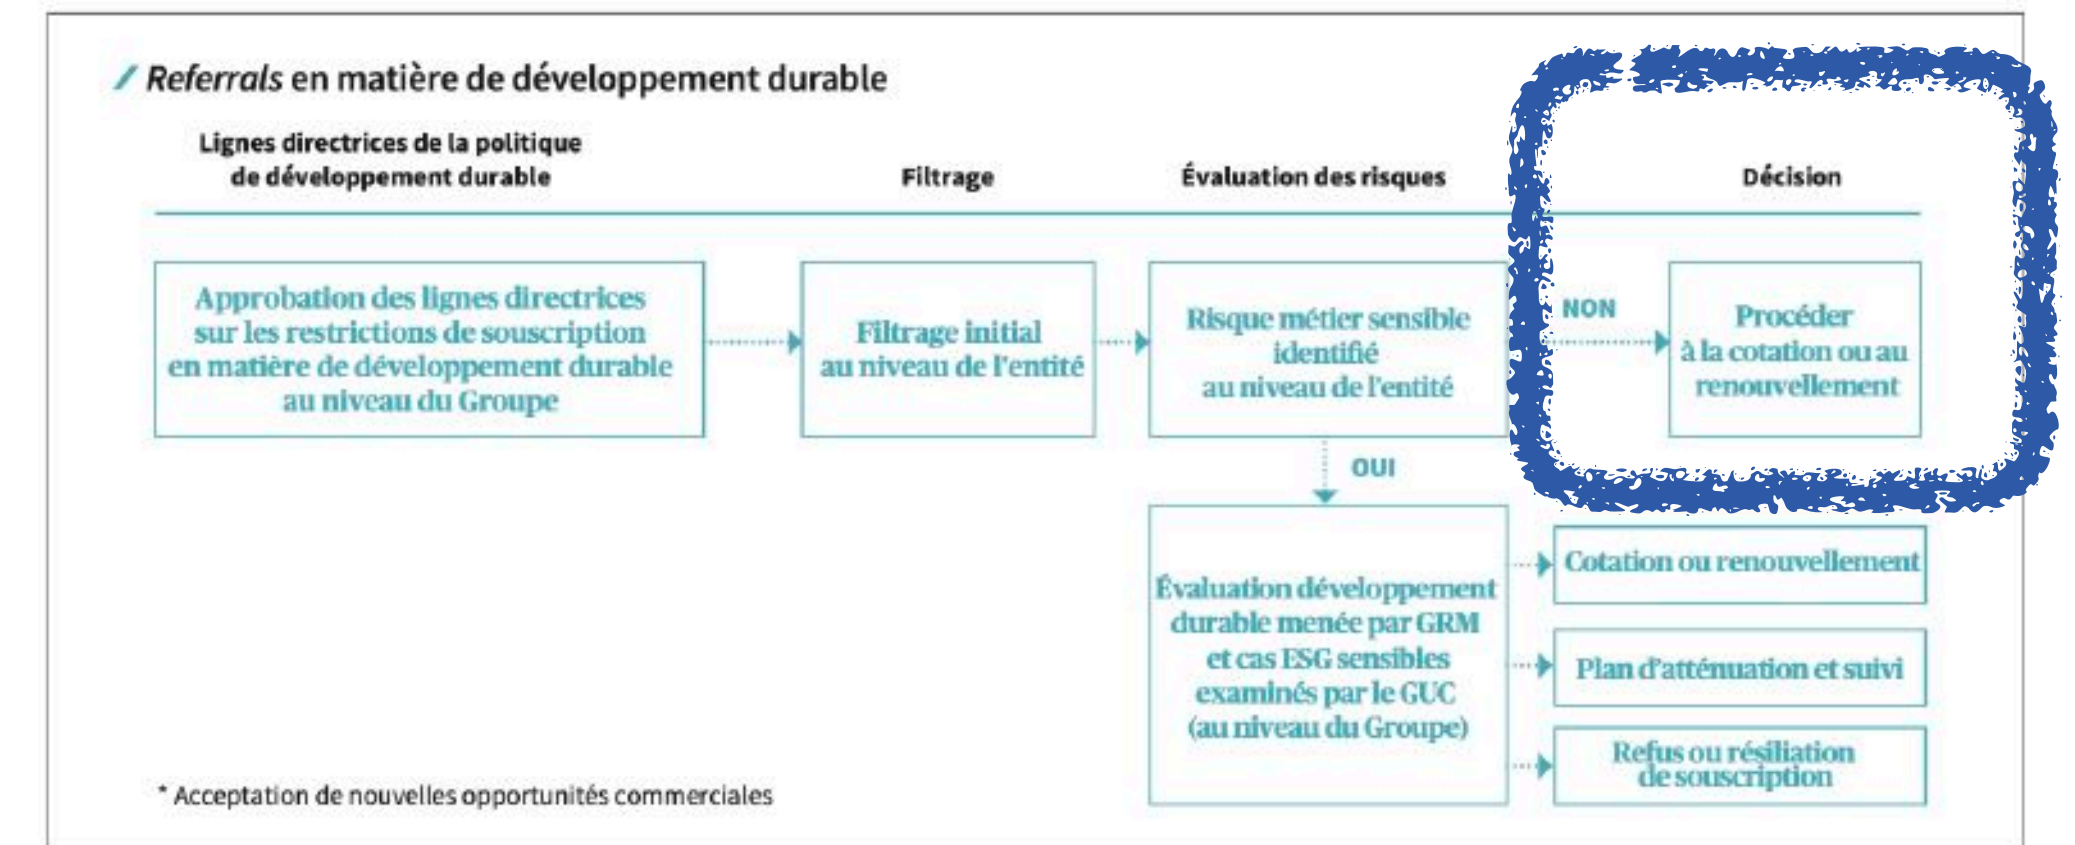 Referrals en matière de développement durable
Lignes directrices de la politique
de développement durable
Filtrage
Évaluation des risques
Décision
Approbation des lignes directrices
sur les restrictions de souscription
en matière de développement durable
au niveau du Groupe
Filtrage initial
au niveau de l'entité
Risque métier sensible
identifié
au niveau de l'entité
NON
Procéder
à la cotation ou au
renouvellement
OUI
Évaluation développement
durable menée par GRM
et cas ESG sensibles
examinés par le GUC
(au niveau du Groupe)
Cotation ou renouvellement
Plan d'atténuation et suivi
Refus ou résiliation
de souscription
* Acceptation de nouvelles opportunités commerciales